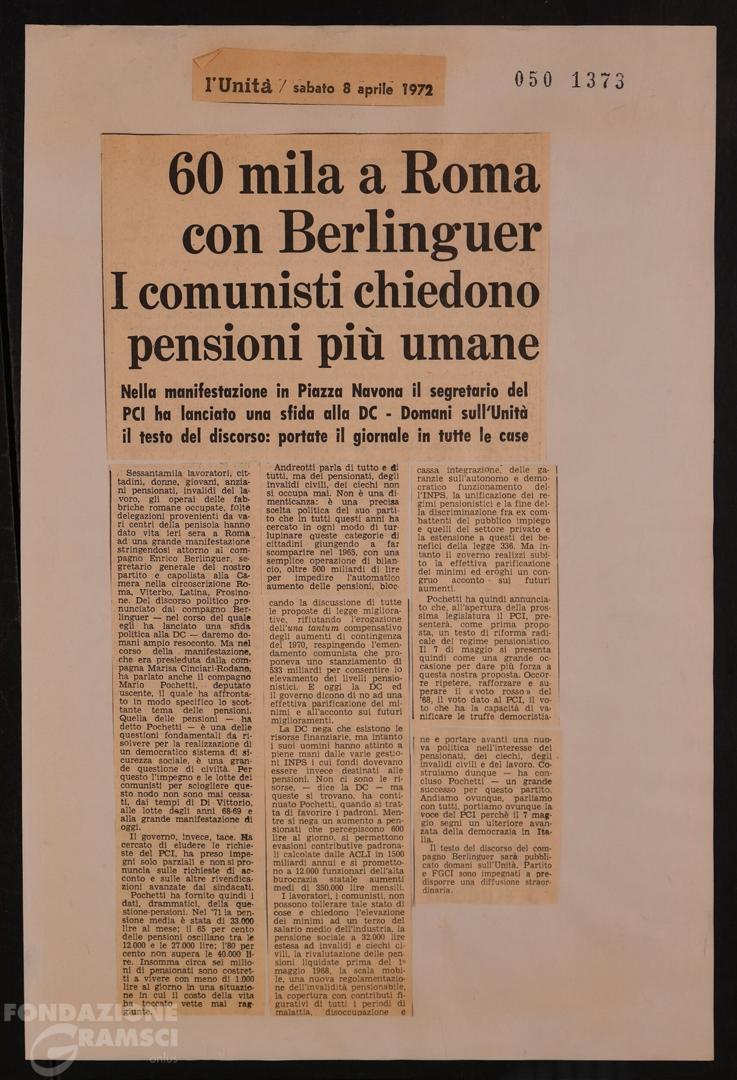 l'Unità / sabato 8 aprile 1972
050 1373
60 mila a Roma
con Berlinguer
I comunisti chiedono
pensioni più umane
Nella manifestazione in Piazza Navona il segretario del
PCI ha lanciato una sfida alla DC - Domani sull'Unità
il testo del discorso: portate il giornale in tutte le case
Sessantamila lavoratori, cit-
tadini, donne, giovani, anzia-
ni pensionati, invalidi del la-
voro, gli operai delle fab-
briche romane occupate, folte
delegazioni provenienti da va-
ri centri della penisola hanno
dato vita ieri sera a Roma
ad una grande manifestazione
stringendosi attorno al com-
pagno Enrico Berlinguer, se-
gretario generale del nostro
partito e capolista alla Ca-
mera nella circoscrizione Ro-
ma, Viterbo, Latina, Frosino-
ne. Del discorso politico pro-
nunciato dal compagno Ber-
linguer — nel corso del quale
egli ha lanciato una sfida
politica alla DC — daremo do-
mani ampio resoconto. Ma nel
corso della manifestazione,
che era presieduta dalla com-
pagna Marisa Cinciari-Rodano,
ha parlato anche il compagno
Mario Pochetti, deputato
uscente, il quale ha affronta-
to in modo specifico lo scot-
tante tema delle pensioni.
Quella delle pensioni — ha
detto Pochetti — è una delle
questioni fondamentali da ri-
solvere per la realizzazione di
un democratico sistema di si-
curezza sociale, è una gran-
de questione di civiltà. Per
questo l'impegno e le lotte dei
comunisti per sciogliere que-
sto nodo non sono mai cessa-
ti, dai tempi di Di Vittorio,
alle lotte degli anni 68-69 e
alla grande manifestazione di
oggi.
Il governo, invece, tace. Ha
cercato di eludere le richie-
ste del PCI, ha preso impe-
gni solo parziali e non si pro-
nuncia sulle richieste di ac-
conto e sulle altre rivendica-
zioni avanzate dai sindacati.
Pochetti ha fornito quindi i
dati, drammatici, della que-
stione-pensioni. Nel '71 la pen-
sione media è stata di 33.000
lire al mese; il 65 per cento
delle pensioni oscillano tra le
12.000 e le 27.000 lire; l'80 per
cento non supera le 40.000 li-
re. Insomma circa sei milio-
ni di pensionati sono costret-
ti a vivere con meno di 1.000
lire al giorno in una situazio-
ne in cui il costo della vita
ha toccato vette mai rag-
giunte.
Andreotti parla di tutto e di
tutti, ma dei pensionati, degli
invalidi civili, dei ciechi non
si occupa mai. Non è una di-
menticanza: è una precisa
scelta politica del suo parti-
to che in tutti questi anni ha
cercato in ogni modo di tur-
lupinare queste categorie di
cittadini giungendo a far
scomparire nel 1965, con una
semplice operazione di bilan-
cio, oltre 500 miliardi di lire
per impedire l'automatico
aumento delle pensioni, bloc-
cando la discussione di tutte
le proposte di legge migliora-
tive, rifiutando l'erogazione
dell'una tantum compensativo
degli aumenti di contingenza
del 1970, respingendo l'emen-
damento comunista che pro-
poneva uno stanziamento di
533 miliardi per consentire lo
elevamento dei livelli pensio-
nistici. E oggi la DC ed
il governo dicono di no ad una
effettiva parificazione dei mi-
nimi e all'acconto sui futuri
miglioramenti.
La DC nega che esistono le
risorse finanziarie, ma intanto
i suoi uomini hanno attinto a
piene mani dalle varie gestio-
ni INPS i cui fondi dovevano
essere invece destinati alle
pensioni. Non ci sono le ri-
sorse, — dice la DC — ma
queste si trovano, ha conti-
nuato Pochetti, quando si trat-
ta di favorire i padroni. Men-
tre si nega un aumento a pen-
sionati che percepiscono 600
lire al giorno, si permettono
evasioni contributive padrona-
li calcolate dalle ACLI in 1500
miliardi annui e si prometto-
no a 12.000 funzionari dell'alta
burocrazia statale aumenti
medi di 350.000 lire mensili.
I lavoratori, i comunisti, non
possono tollerare tale stato di
cose e chiedono l'elevazione
dei minimi ad un terzo del
salario medio dell'industria, la
pensione sociale a 32.000 lire
estesa ad invalidi e ciechi ci-
vili, la rivalutazione delle pen-
sioni liquidate prima del 1°
maggio 1968, la scala mobi-
le, una nuova regolamentazio-
ne dell'invalidità pensionabile,
la copertura con contributi fi-
gurativi di tutti i periodi di
malattia, disoccupazione e
cassa integrazione, delle ga-
ranzie sull'autonomo e demo-
cratico funzionamento del-
l'INPS, la unificazione dei re-
gimi pensionistici e la fine del-
la discriminazione fra ex com-
battenti del pubblico impiego
e quelli del settore privato e
la estensione a questi dei be-
nefici della legge 336. Ma in-
tanto il governo realizzi subi-
to la effettiva parificazione
dei minimi ed eroghi un con-
gruo acconto sui futuri
aumenti.
Pochetti ha quindi annuncia-
to che, all'apertura della pros-
sima legislatura il PCI, pre-
senterà, come prima propo-
sta, un testo di riforma radi-
cale del regime pensionistico.
Il 7 di maggio si presenta
quindi come una grande oc-
casione per dare più forza a
questa nostra proposta. Occor-
re ripetere, rafforzare e su-
perare il « voto rosso » del
'68, il voto dato al PCI, il vo-
to che ha la capacità di va-
nificare le truffe democristia-
ne e portare avanti una nuo-
va politica nell'interesse dei
pensionati, dei ciechi, degli
invalidi civili e del lavoro. Co-
struiamo dunque — ha con-
cluso Pochetti — un grande
successo per questo partito.
Andiamo ovunque, parliamo
con tutti, portiamo ovunque la
voce del PCI perchè il 7 mag-
gio segni un ulteriore avan-
zata della democrazia in Ita-
lia.
Il testo del discorso del com-
pagno Berlinguer sarà pubbli-
cato domani sull'Unità. Partito
e FGCI sono impegnati a pre-
disporre una diffusione straor-
dinaria.
FONDAZIONE
GRAMSCI
onlus